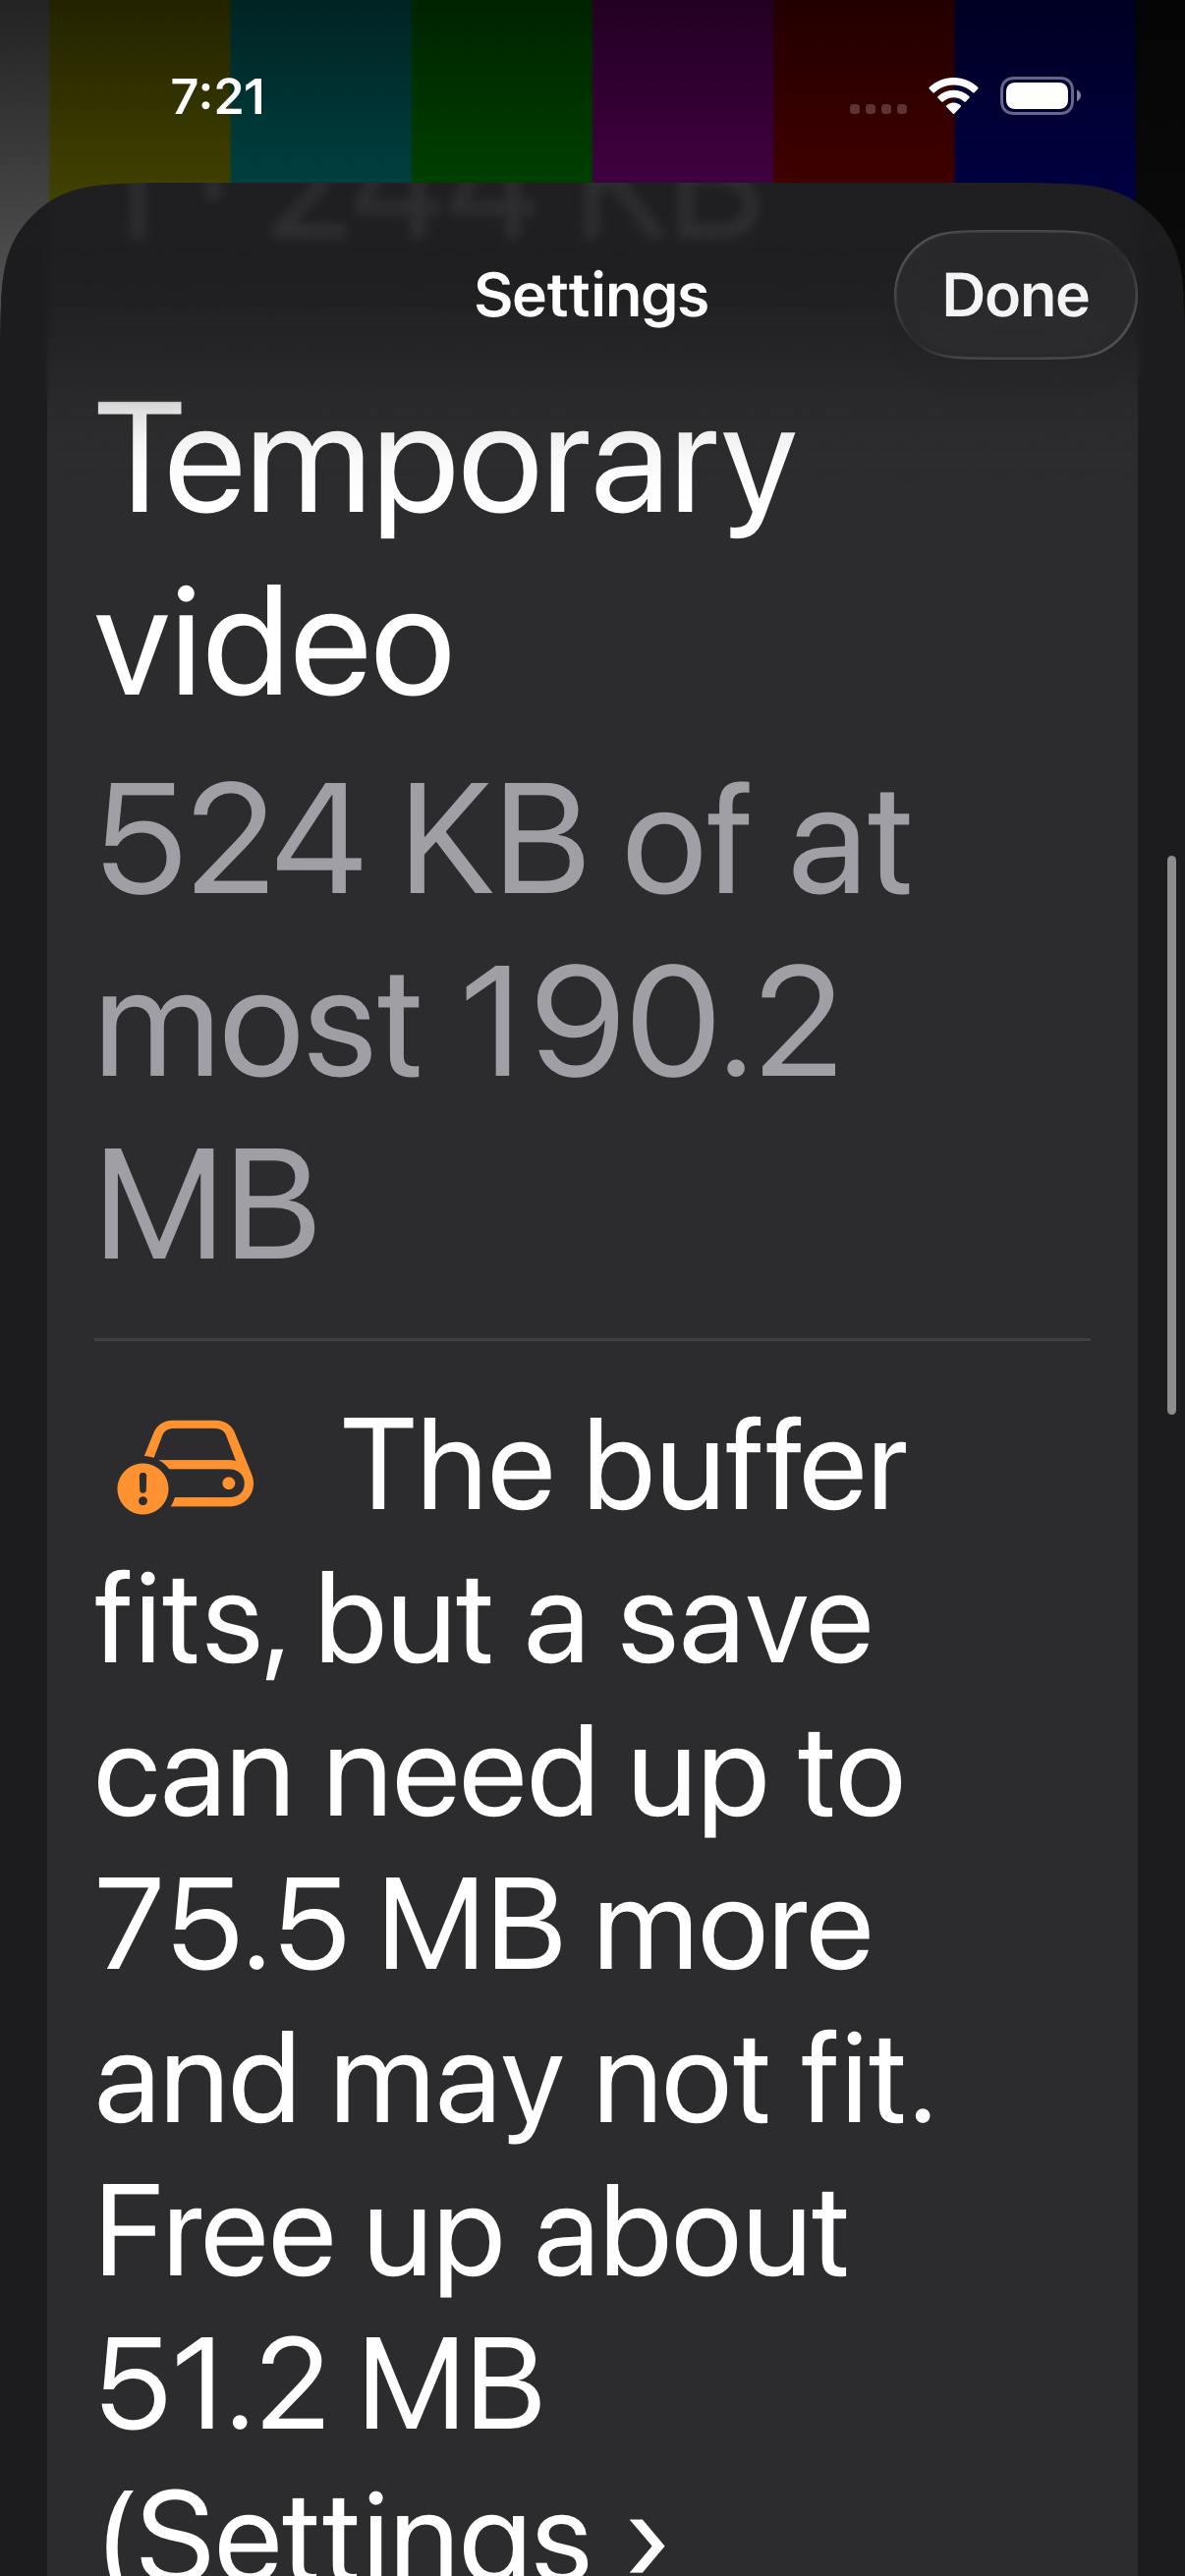 7:21
244 KB
Settings
Done
Temporary
video
524 KB of at
most 190.2
MB
The buffer
fits, but a save
can need up to
75.5 MB more
and may not fit.
Free up about
51.2 MB
(Settings ›